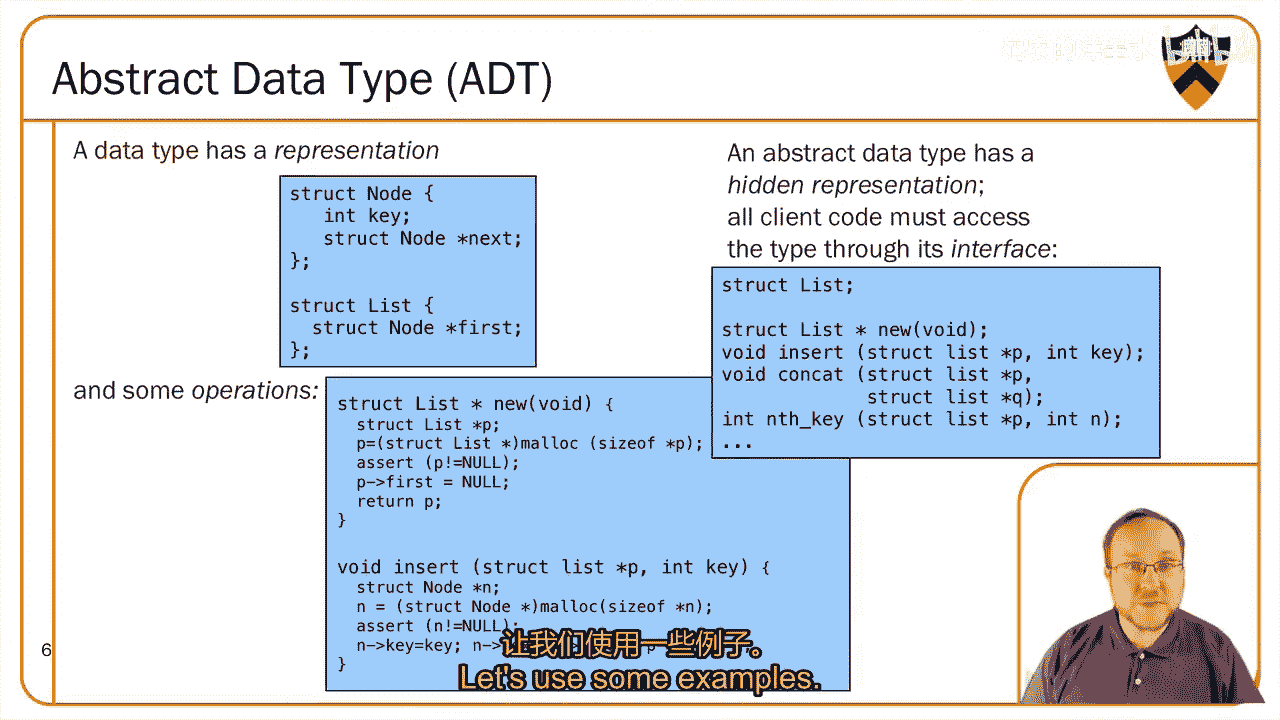 Abstract Data Type (ADT)
A data type has a representation
struct Node {
int key;
struct Node *next;
};
struct List {
struct Node *first;
};
and some operations:
struct List * new(void) {
struct List *p;
p=(struct List *)malloc (sizeof *p);
assert (p!=NULL);
p->first = NULL;
return p;
}
void insert (struct list *p, int key) {
struct Node *n;
n = (struct Node *)malloc(sizeof *n);
assert (n!=NULL);
n->key=key;
}
An abstract data type has a
hidden representation;
all client code must access
the type through its interface:
struct List;
struct List * new(void);
void insert (struct list *p, int key);
void concat (struct list *p,
struct list *q);
int nth_key (struct list *p, int n);
...
6
让我们使用一些例子。
Let's use some examples.